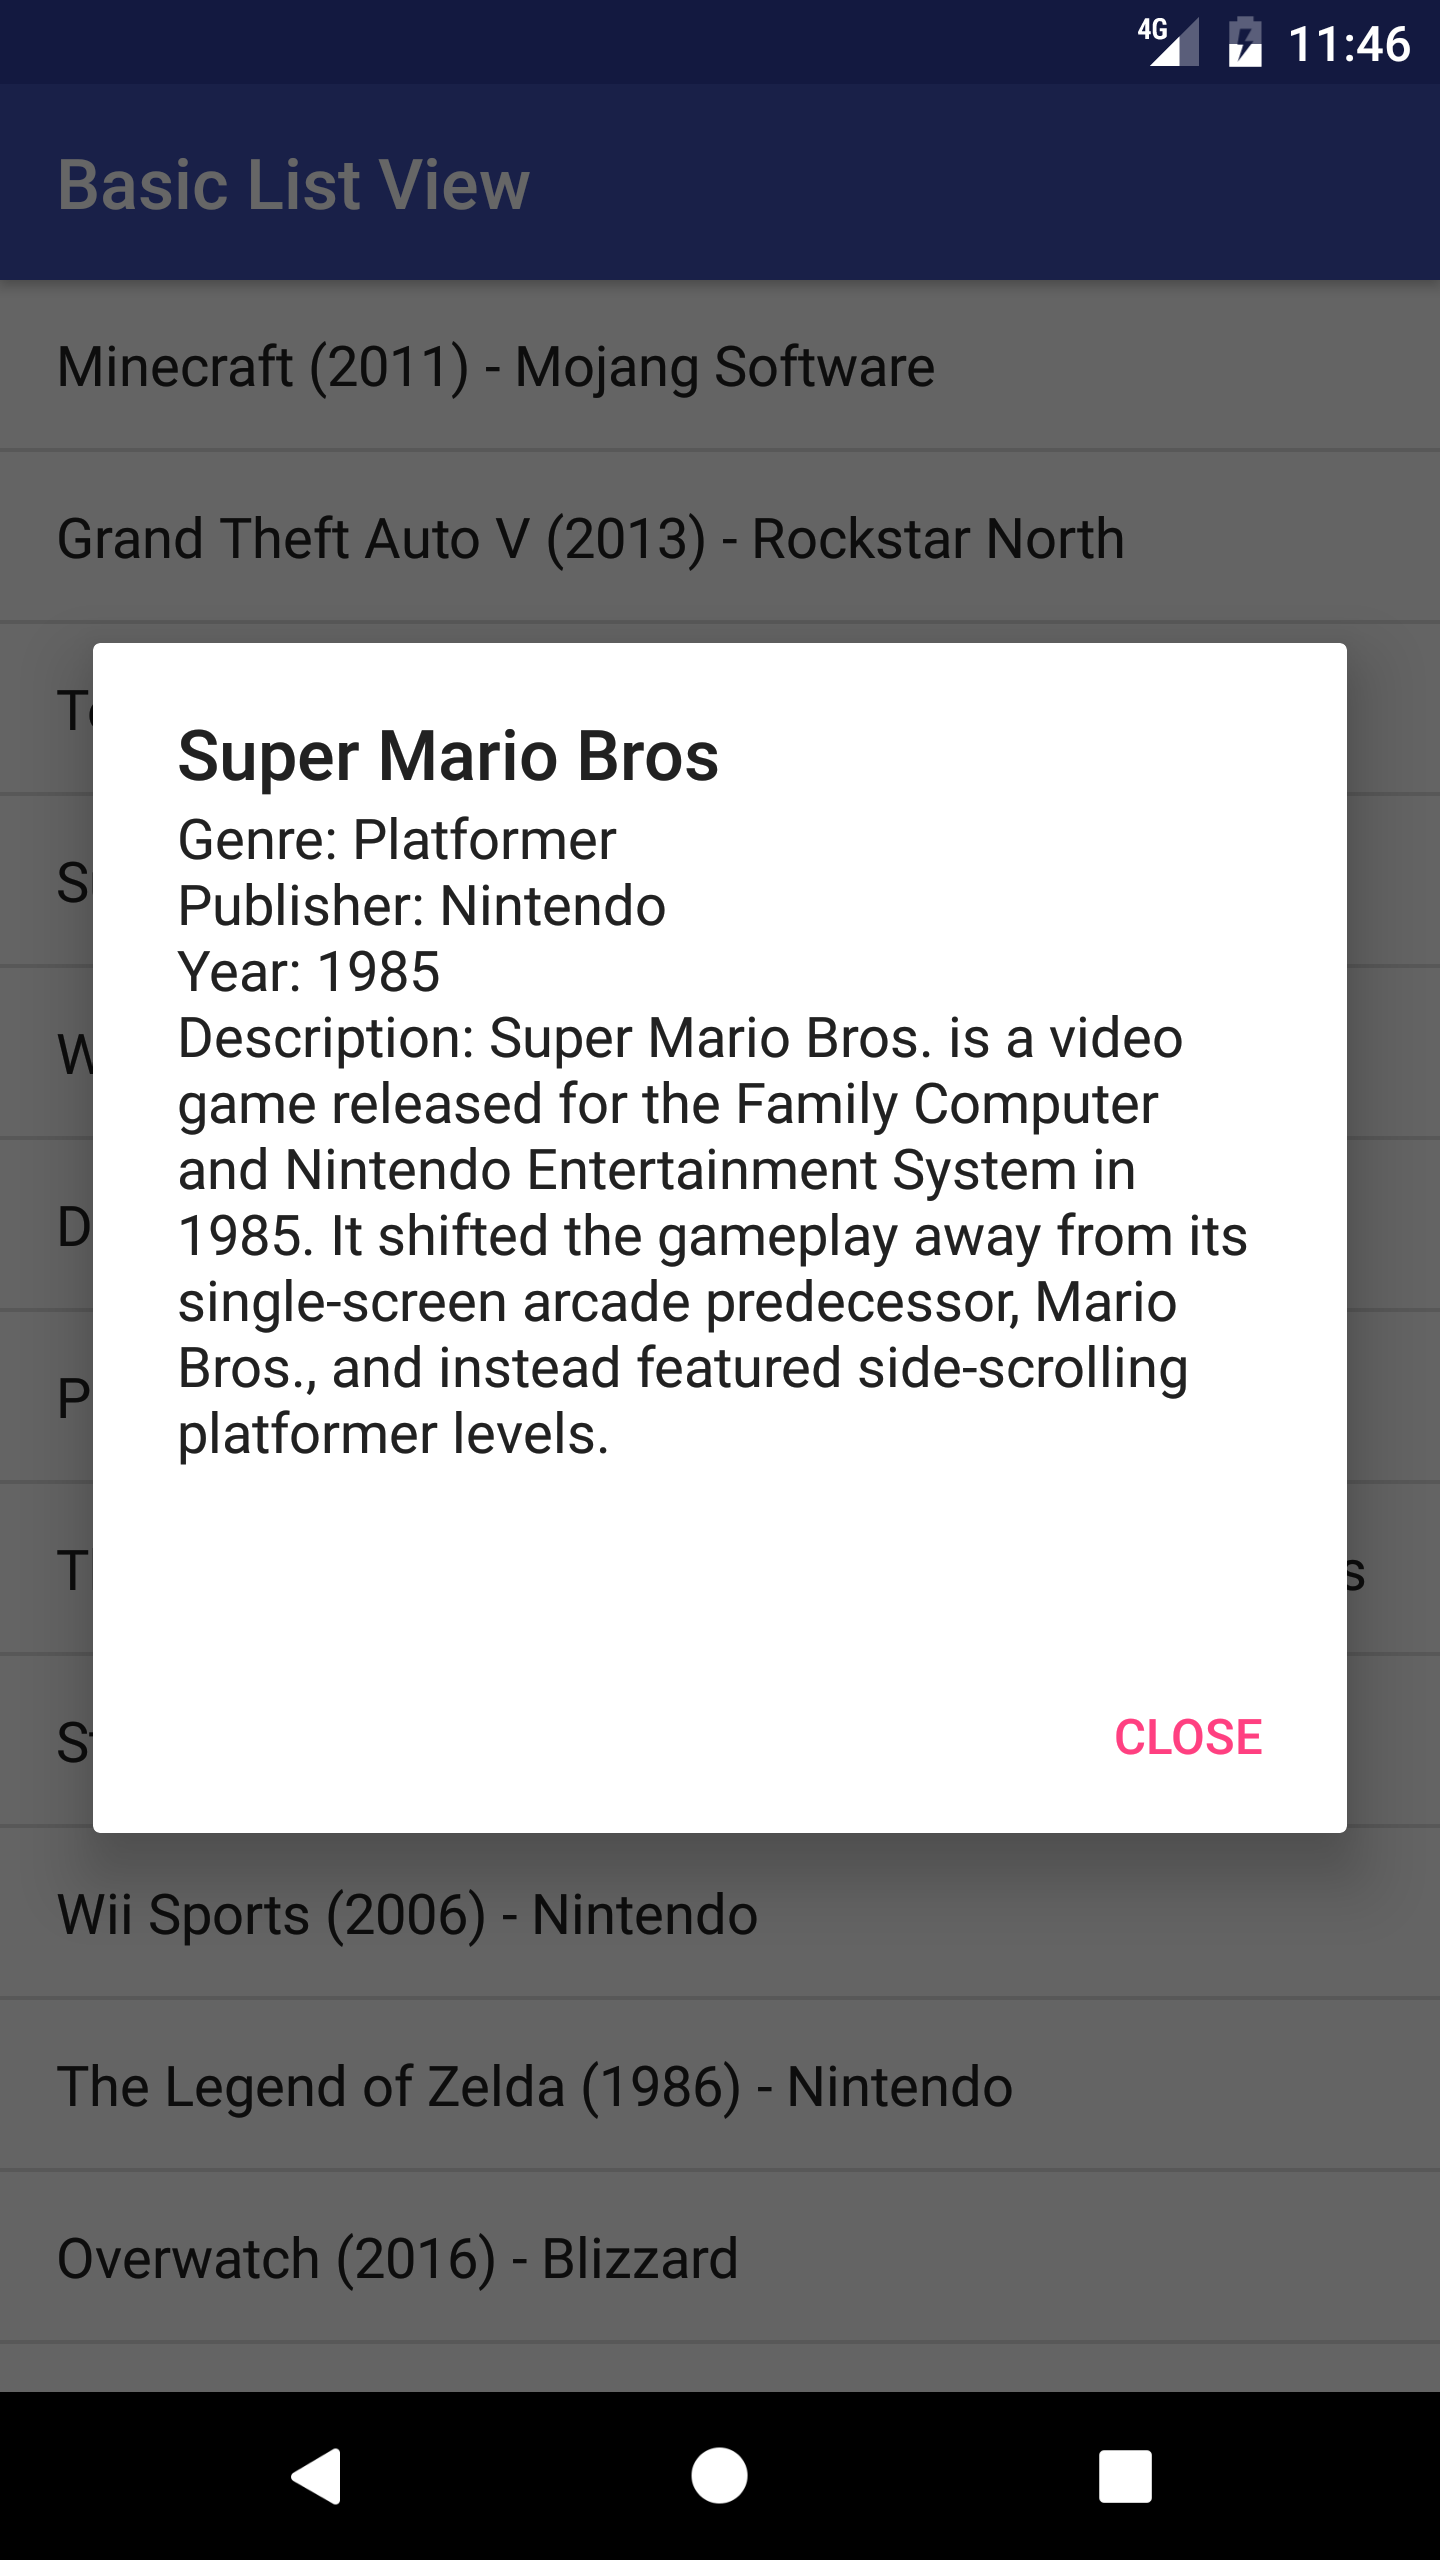 4G 11:46
Basic List View
Minecraft (2011) - Mojang Software
Grand Theft Auto V (2013) - Rockstar North
Super Mario Bros
Genre: Platformer
Publisher: Nintendo
Year: 1985
Description: Super Mario Bros. is a video
game released for the Family Computer
and Nintendo Entertainment System in
1985. It shifted the gameplay away from its
single-screen arcade predecessor, Mario
Bros., and instead featured side-scrolling
platformer levels.
CLOSE
Wii Sports (2006) - Nintendo
The Legend of Zelda (1986) - Nintendo
Overwatch (2016) - Blizzard